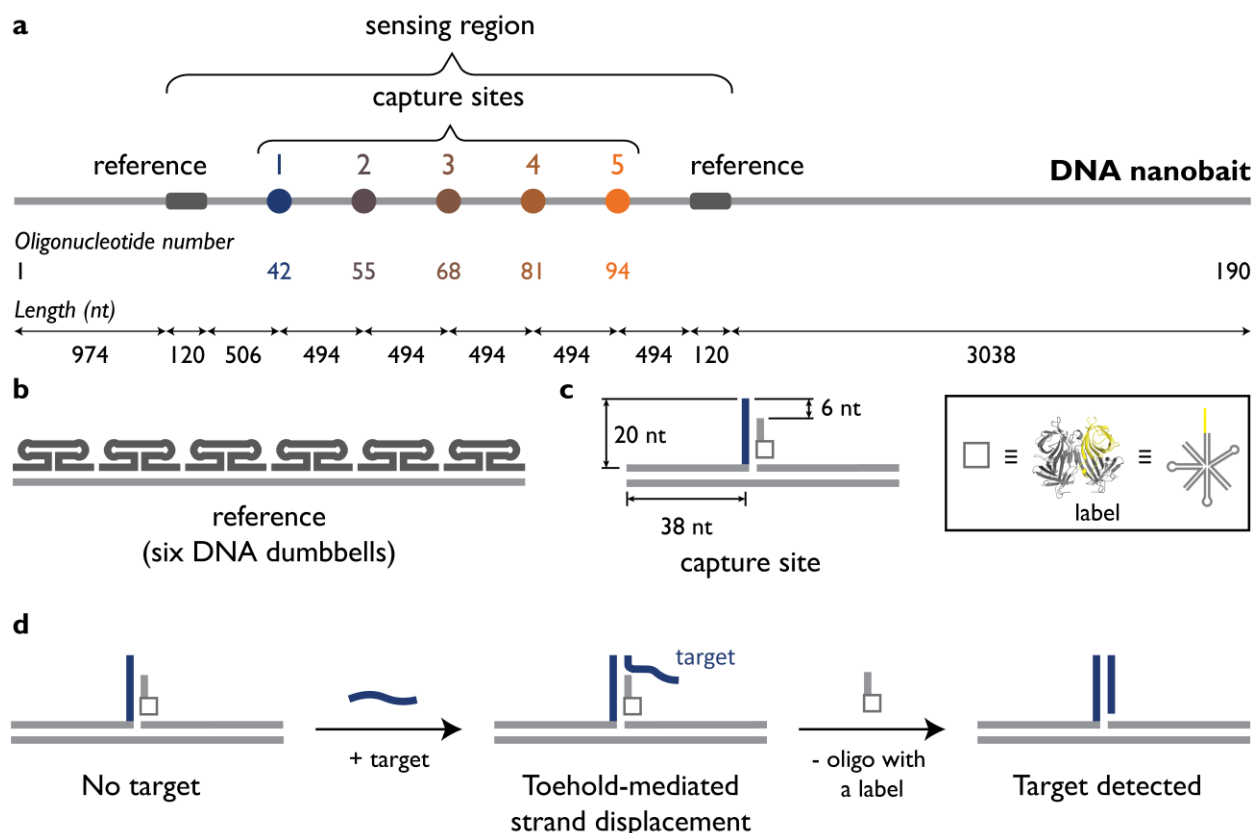 a
sensing region
capture sites
reference 1 2 3 4 5 reference DNA nanobait
Oligonucleotide number
1 42 55 68 81 94 190
Length (nt)
974 120 506 494 494 494 494 494 120 3038
b
reference
(six DNA dumbbells)
c
20 nt
6 nt
38 nt
capture site
≡ ≡
label
d
No target
+ target
target
Toehold-mediated
strand displacement
- oligo with
a label
Target detected